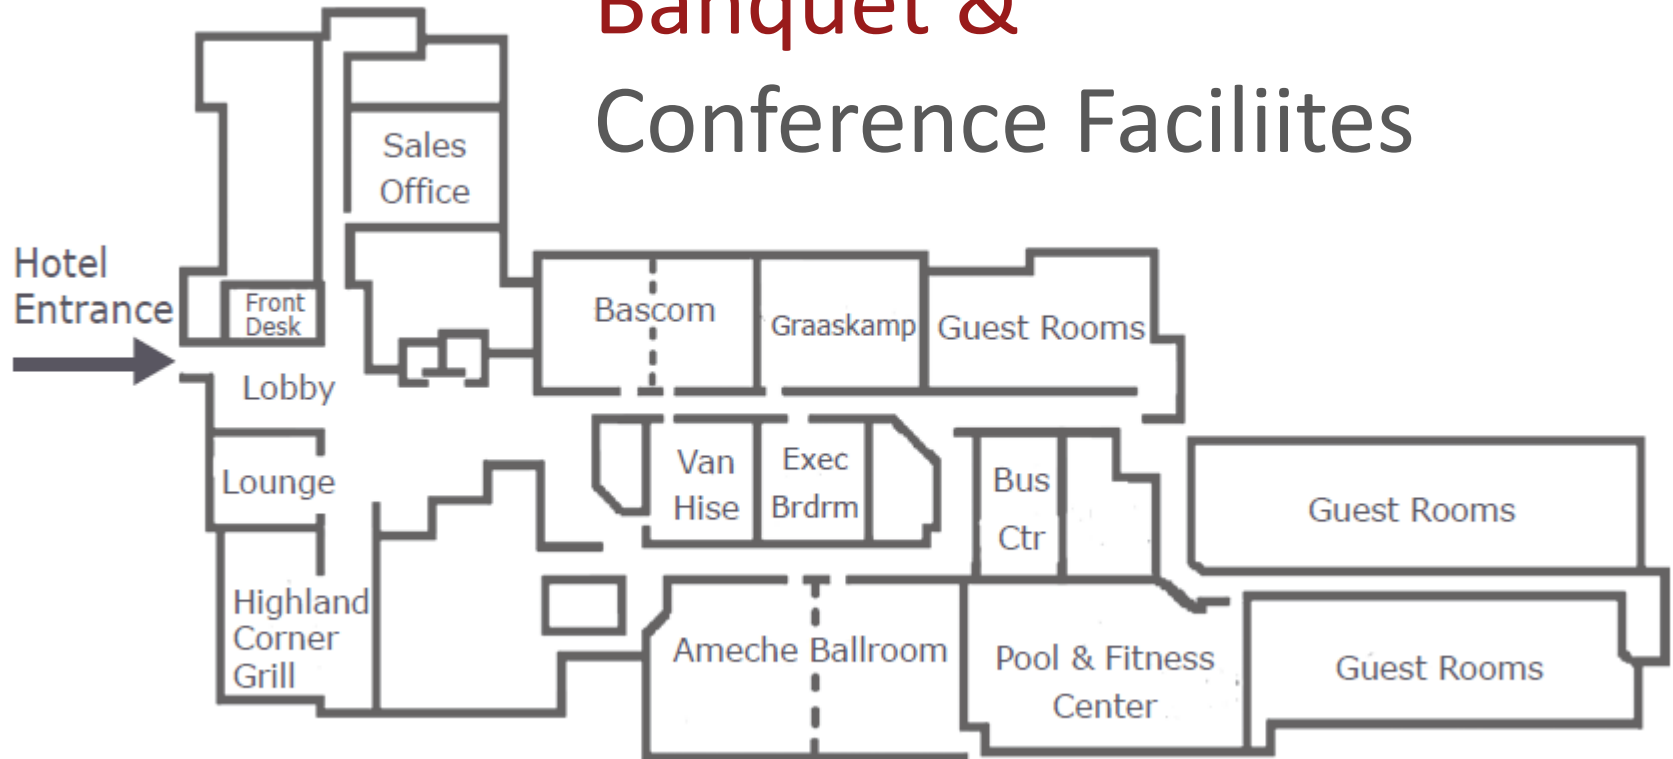 Banquet &
Conference Faciliites
Sales
Office
Hotel
Entrance
Front
Desk
Lobby
Bascom
Graaskamp
Guest Rooms
Lounge
Van
Hise
Exec
Brdrm
Bus
Ctr
Guest Rooms
Highland
Corner
Grill
Ameche Ballroom
Pool & Fitness
Center
Guest Rooms